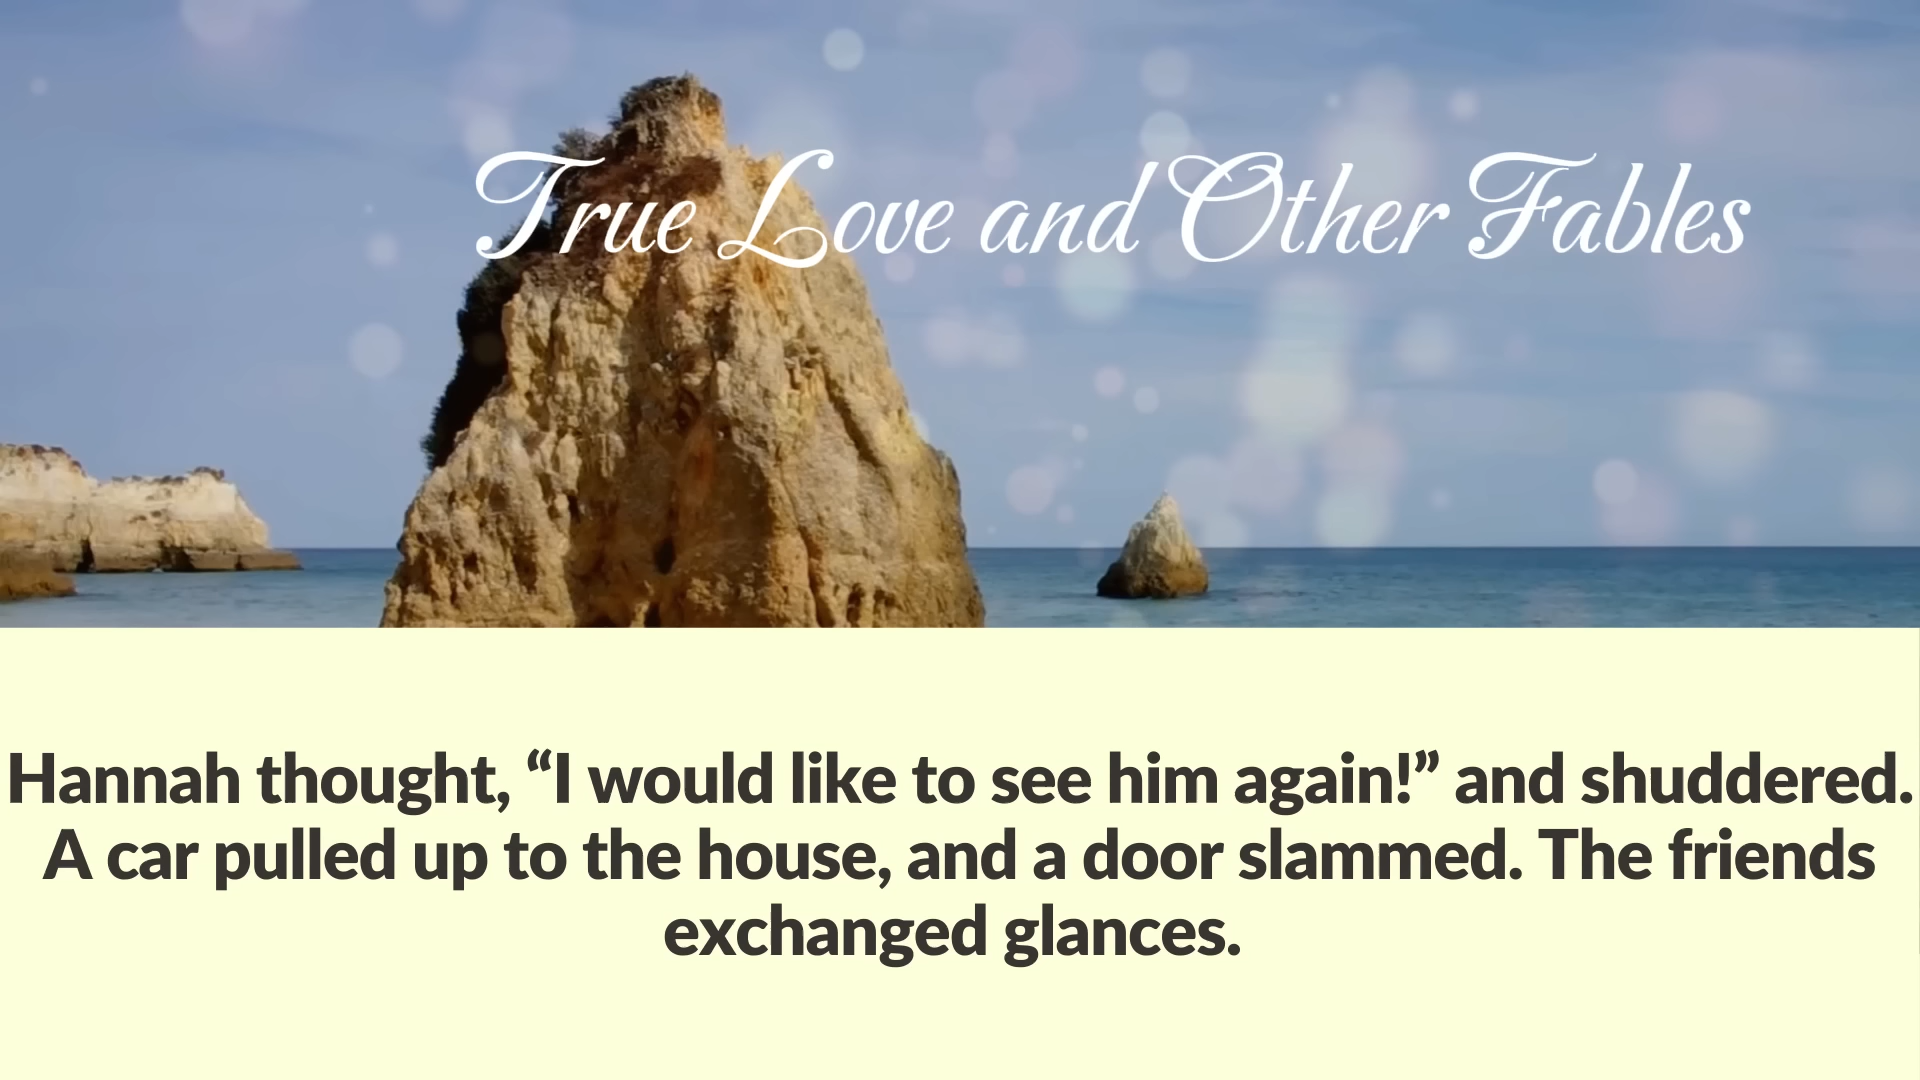 True Love and Other Fables
Hannah thought, “I would like to see him again!” and shuddered.
A car pulled up to the house, and a door slammed. The friends
exchanged glances.